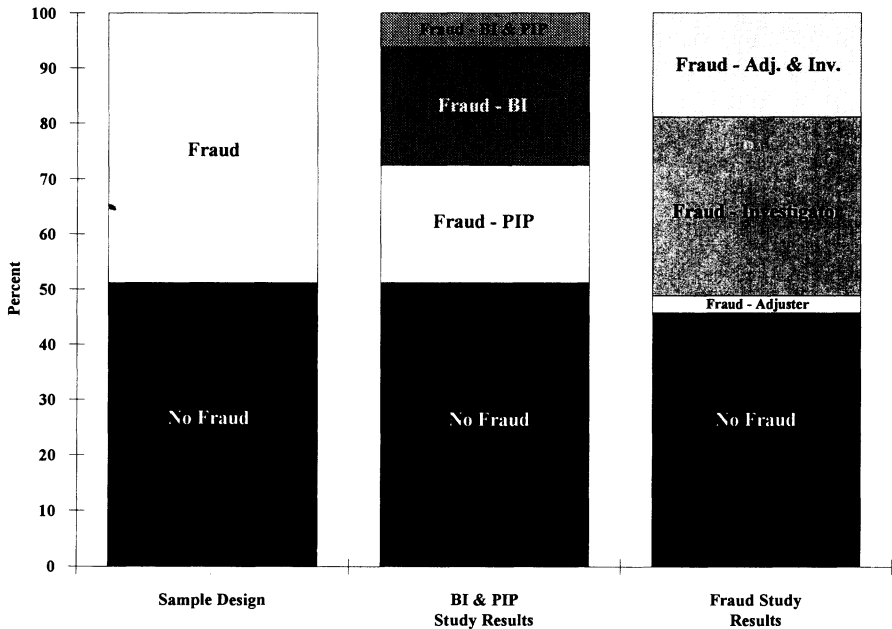 100
90
80
70
60
50
40
30
20
10
0
Percent
Fraud
No Fraud
Sample Design
Fraud - BI & PIP
Fraud - BI
Fraud - PIP
No Fraud
BI & PIP
Study Results
Fraud - Adj. & Inv.
Fraud - Investigator
Fraud - Adjuster
No Fraud
Fraud Study
Results